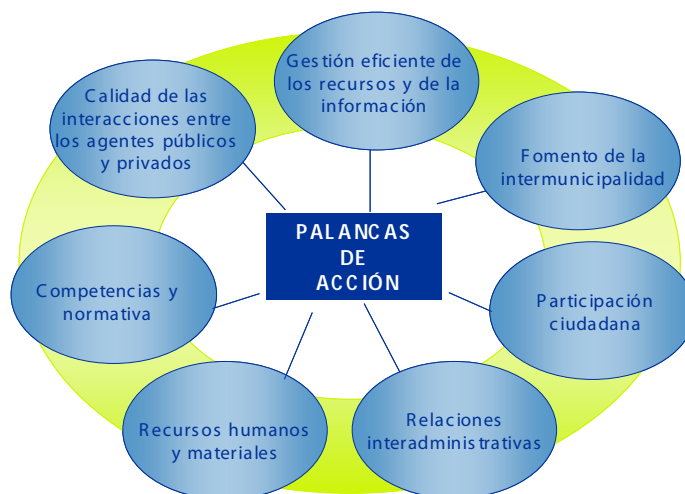 Gestión eficiente de
los recursos y de la
información
Calidad de las
interacciones entre
los agentes públicos
y privados
Fomento de la
intermunicipalidad
PALANCAS
DE
ACCIÓN
Competencias y
normativa
Participación
ciudadana
Recursos humanos
y materiales
Relaciones
interadministrativas